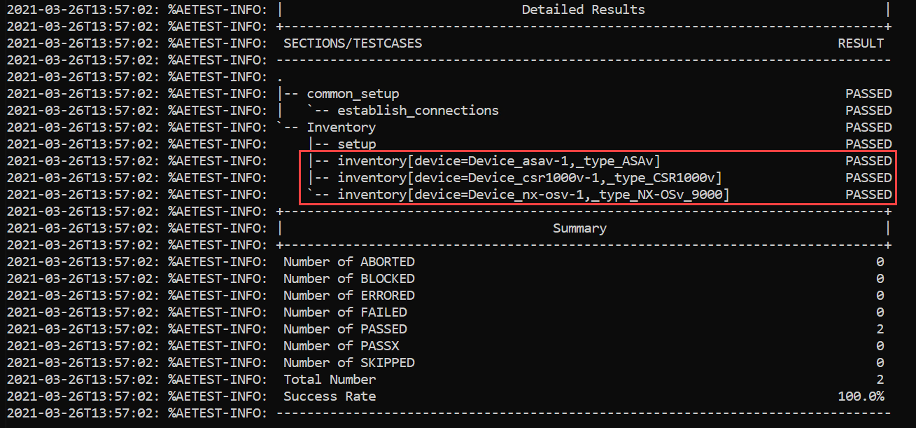 2021-03-26T13:57:02: %AETEST-INFO: |                               Detailed Results                               |
2021-03-26T13:57:02: %AETEST-INFO: +------------------------------------------------------------------------------+
2021-03-26T13:57:02: %AETEST-INFO:  SECTIONS/TESTCASES                                                      RESULT
2021-03-26T13:57:02: %AETEST-INFO: --------------------------------------------------------------------------------
2021-03-26T13:57:02: %AETEST-INFO: .
2021-03-26T13:57:02: %AETEST-INFO: |-- common_setup                                                          PASSED
2021-03-26T13:57:02: %AETEST-INFO: |   `-- establish_connections                                             PASSED
2021-03-26T13:57:02: %AETEST-INFO: `-- Inventory                                                             PASSED
2021-03-26T13:57:02: %AETEST-INFO:     |-- setup                                                             PASSED
2021-03-26T13:57:02: %AETEST-INFO:     |-- inventory[device=Device_asav-1,_type_ASAv]                        PASSED
2021-03-26T13:57:02: %AETEST-INFO:     |-- inventory[device=Device_csr1000v-1,_type_CSR1000v]                PASSED
2021-03-26T13:57:02: %AETEST-INFO:     `-- inventory[device=Device_nx-osv-1,_type_NX-OSv_9000]               PASSED
2021-03-26T13:57:02: %AETEST-INFO: +------------------------------------------------------------------------------+
2021-03-26T13:57:02: %AETEST-INFO: |                                   Summary                                    |
2021-03-26T13:57:02: %AETEST-INFO: +------------------------------------------------------------------------------+
2021-03-26T13:57:02: %AETEST-INFO:  Number of ABORTED                                                            0
2021-03-26T13:57:02: %AETEST-INFO:  Number of BLOCKED                                                            0
2021-03-26T13:57:02: %AETEST-INFO:  Number of ERRORED                                                            0
2021-03-26T13:57:02: %AETEST-INFO:  Number of FAILED                                                             0
2021-03-26T13:57:02: %AETEST-INFO:  Number of PASSED                                                             2
2021-03-26T13:57:02: %AETEST-INFO:  Number of PASSX                                                              0
2021-03-26T13:57:02: %AETEST-INFO:  Number of SKIPPED                                                            0
2021-03-26T13:57:02: %AETEST-INFO:  Total Number                                                                 2
2021-03-26T13:57:02: %AETEST-INFO:  Success Rate                                                            100.0%
2021-03-26T13:57:02: %AETEST-INFO: --------------------------------------------------------------------------------